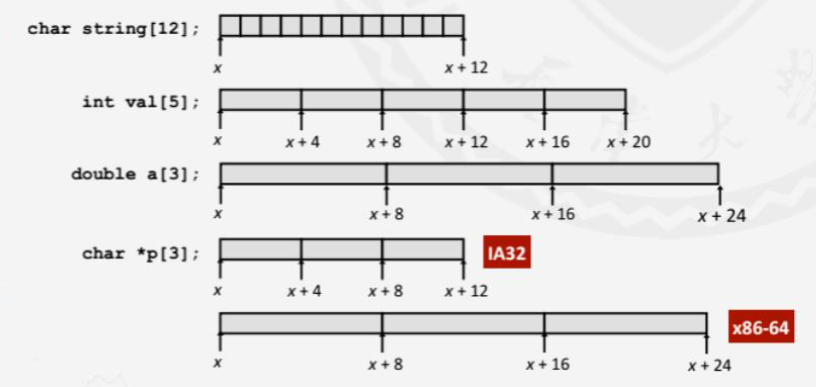 char string[12];
x x + 12
int val[5];
x x + 4 x + 8 x + 12 x + 16 x + 20
double a[3];
x x + 8 x + 16 x + 24
char *p[3]; IA32
x x + 4 x + 8 x + 12
x86-64
x x + 8 x + 16 x + 24